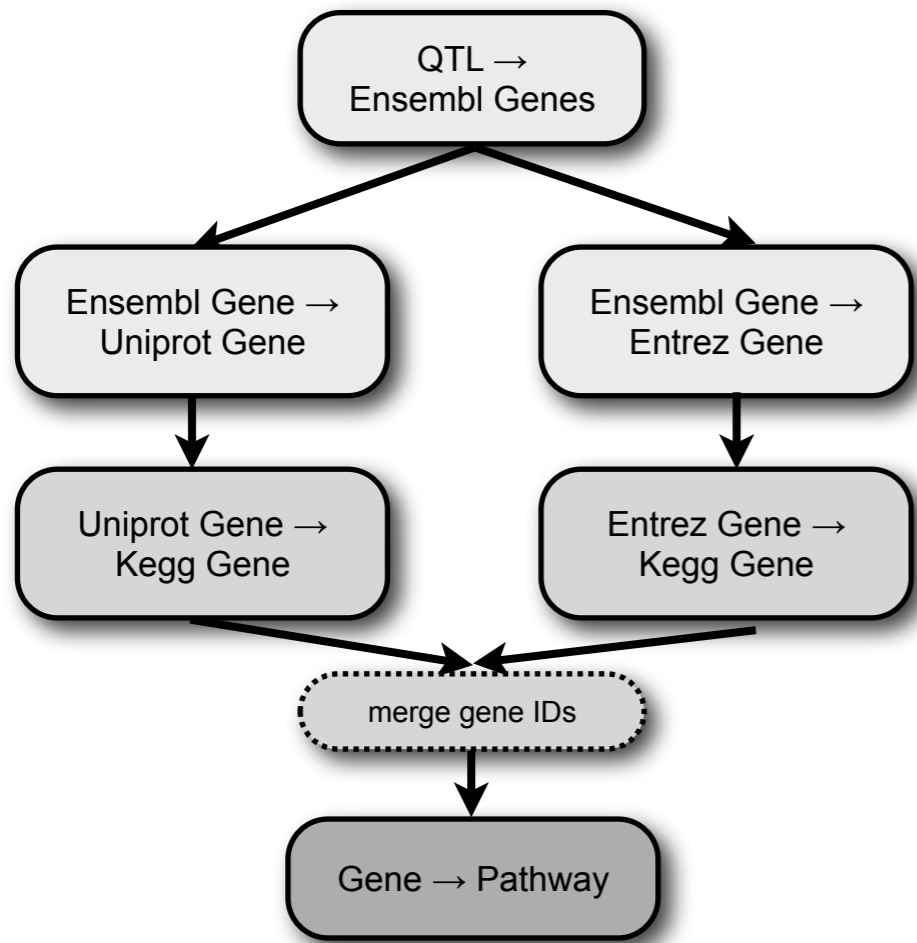 QTL →
Ensembl Genes
Ensembl Gene →
Uniprot Gene
Ensembl Gene →
Entrez Gene
Uniprot Gene →
Kegg Gene
Entrez Gene →
Kegg Gene
merge gene IDs
Gene → Pathway